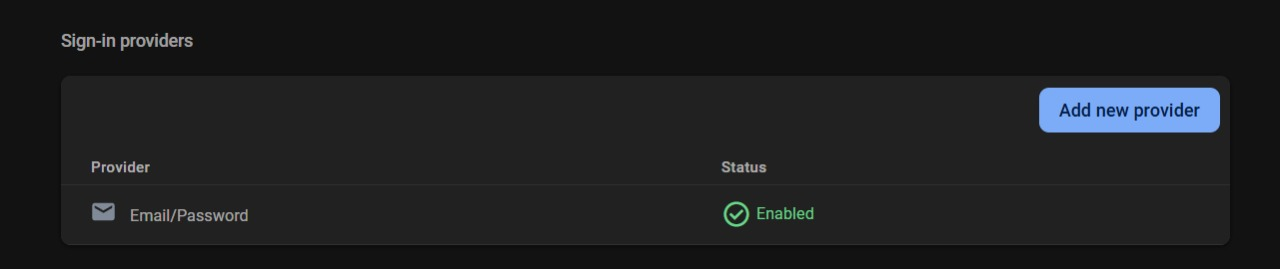 Sign-in providers
Add new provider
Provider Status
Email/Password Enabled